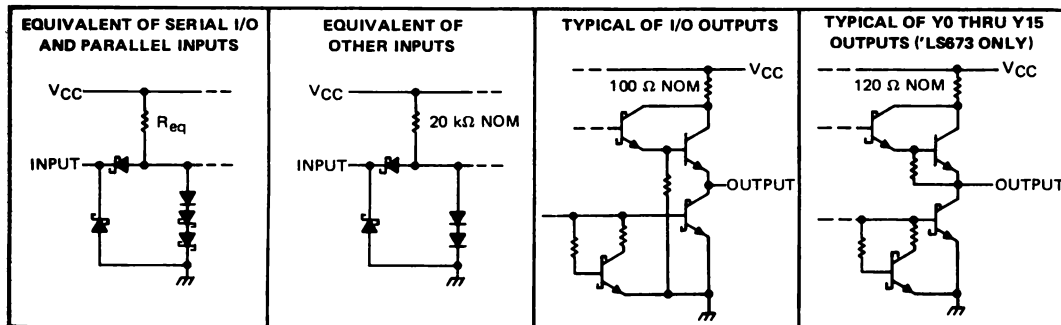 EQUIVALENT OF SERIAL I/O
AND PARALLEL INPUTS
VCC
Req
INPUT
EQUIVALENT OF
OTHER INPUTS
VCC
20 kΩ NOM
INPUT
TYPICAL OF I/O OUTPUTS
VCC
100 Ω NOM
OUTPUT
TYPICAL OF Y0 THRU Y15
OUTPUTS ('LS673 ONLY)
VCC
120 Ω NOM
OUTPUT